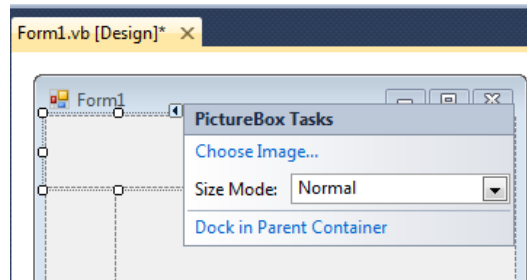 Form1.vb [Design]*
Form1
PictureBox Tasks
Choose Image...
Size Mode: Normal
Dock in Parent Container